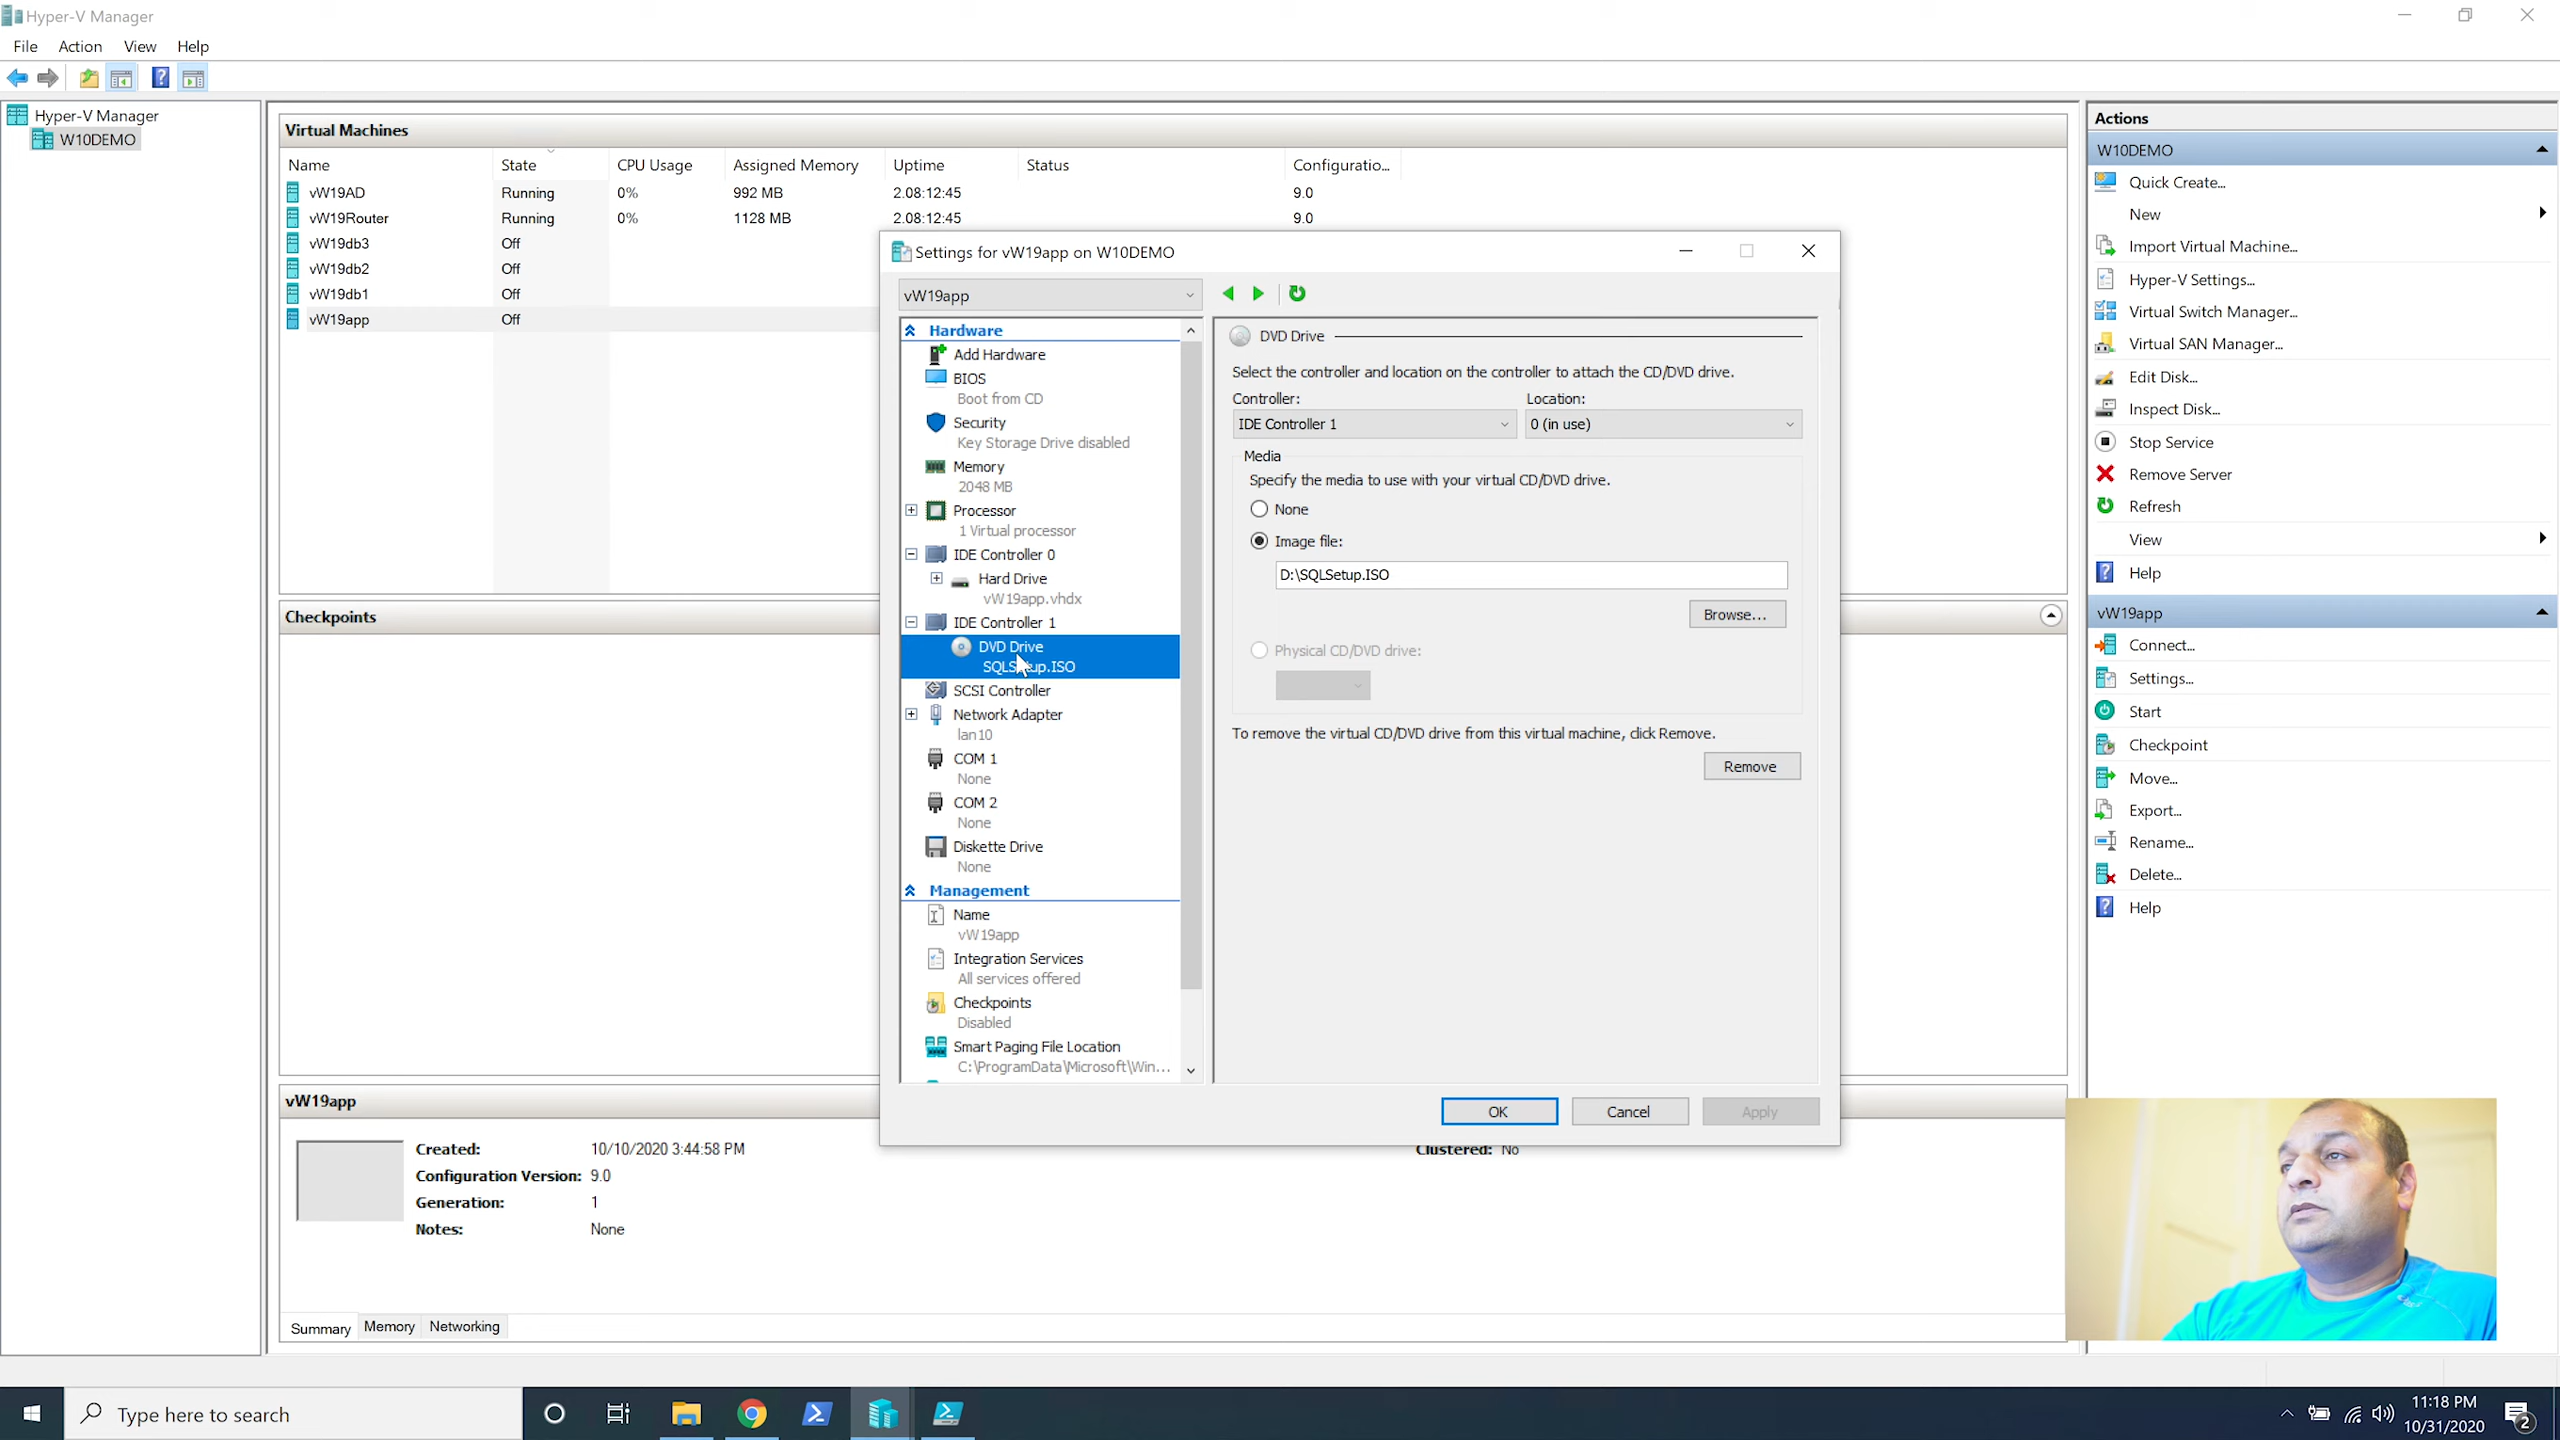 Hyper-V Manager
File Action View Help
Hyper-V Manager
W10DEMO
Virtual Machines
Name State CPU Usage Assigned Memory Uptime Status Configuratio...
vW19AD Running 0% 992 MB 2.08:12:45 9.0
vW19Router Running 0% 1128 MB 2.08:12:45 9.0
vW19db3 Off
vW19db2 Off
vW19db1 Off
vW19app Off
Checkpoints
vW19app
Created: 10/10/2020 3:44:58 PM
Configuration Version: 9.0
Generation: 1
Notes: None
Clustered: No
Summary Memory Networking
Settings for vW19app on W10DEMO
vW19app
Hardware
Add Hardware
BIOS
Boot from CD
Security
Key Storage Drive disabled
Memory
2048 MB
Processor
1 Virtual processor
IDE Controller 0
Hard Drive
vW19app.vhdx
IDE Controller 1
DVD Drive
SQLSetup.ISO
SCSI Controller
Network Adapter
lan10
COM 1
None
COM 2
None
Diskette Drive
None
Management
Name
vW19app
Integration Services
All services offered
Checkpoints
Disabled
Smart Paging File Location
C:\ProgramData\Microsoft\Win...
DVD Drive
Select the controller and location on the controller to attach the CD/DVD drive.
Controller: Location:
IDE Controller 1 0 (in use)
Media
Specify the media to use with your virtual CD/DVD drive.
None
Image file:
D:\SQLSetup.ISO
Browse...
Physical CD/DVD drive:
To remove the virtual CD/DVD drive from this virtual machine, click Remove.
Remove
OK Cancel Apply
Actions
W10DEMO
Quick Create...
New
Import Virtual Machine...
Hyper-V Settings...
Virtual Switch Manager...
Virtual SAN Manager...
Edit Disk...
Inspect Disk...
Stop Service
Remove Server
Refresh
View
Help
vW19app
Connect...
Settings...
Start
Checkpoint
Move...
Export...
Rename...
Delete...
Help
Type here to search
11:18 PM
10/31/2020
2